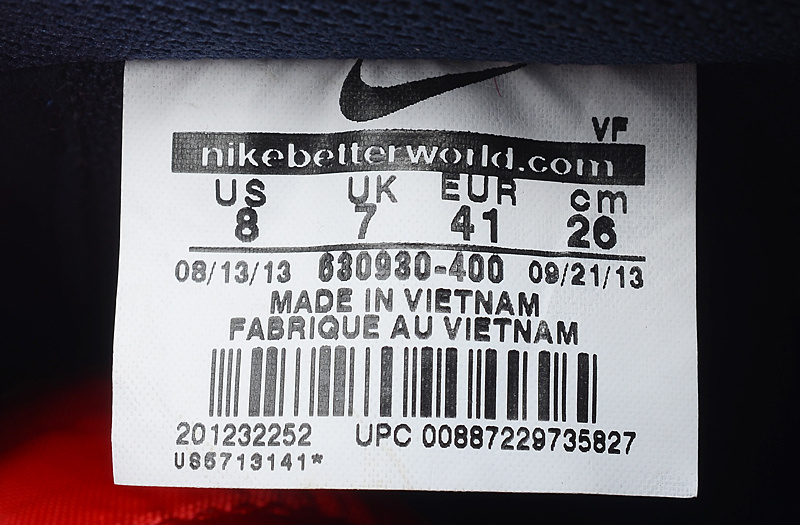 VF
nikebetterworld.com
US UK EUR cm
8 7 41 26
08/13/13 630930-400 09/21/13
MADE IN VIETNAM
FABRIQUE AU VIETNAM
201232252 UPC 00887229735827
US6713141*